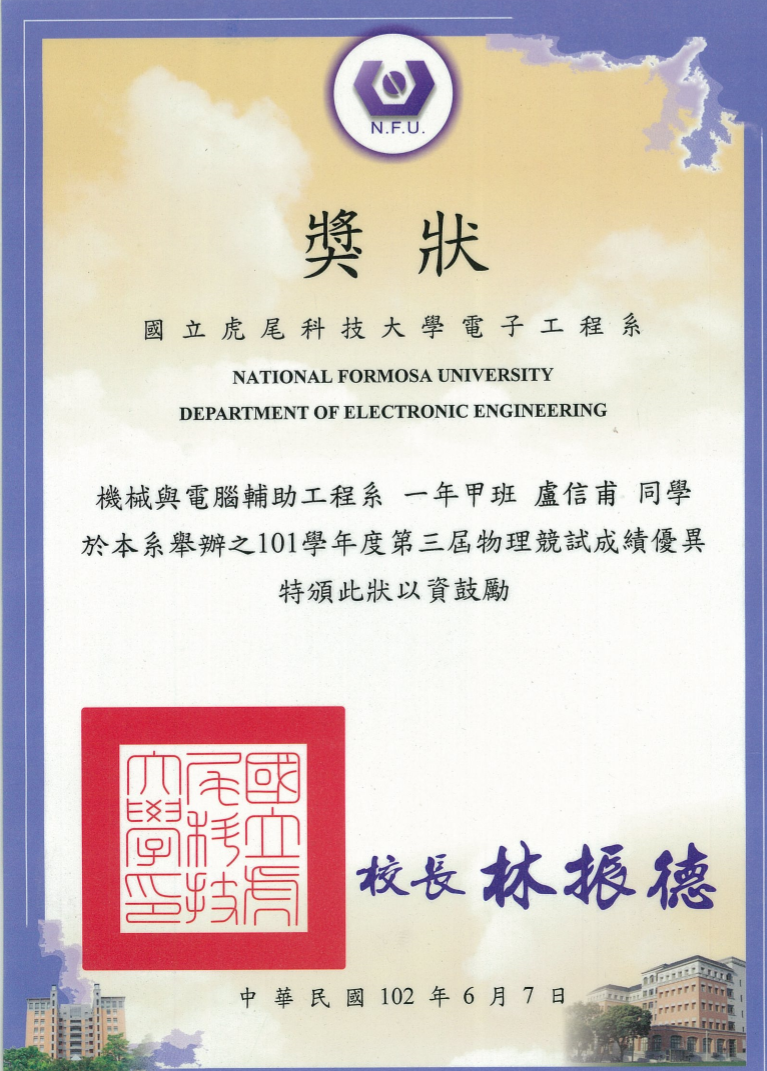 N.F.U.
獎狀
國立虎尾科技大學電子工程系
NATIONAL FORMOSA UNIVERSITY
DEPARTMENT OF ELECTRONIC ENGINEERING
機械與電腦輔助工程系 一年甲班 盧信甫 同學
於本系舉辦之101學年度第三屆物理競試成績優異
特頒此狀以資鼓勵
國立虎
尾科技
大學印
校長 林振德
中華民國 102 年 6 月 7 日